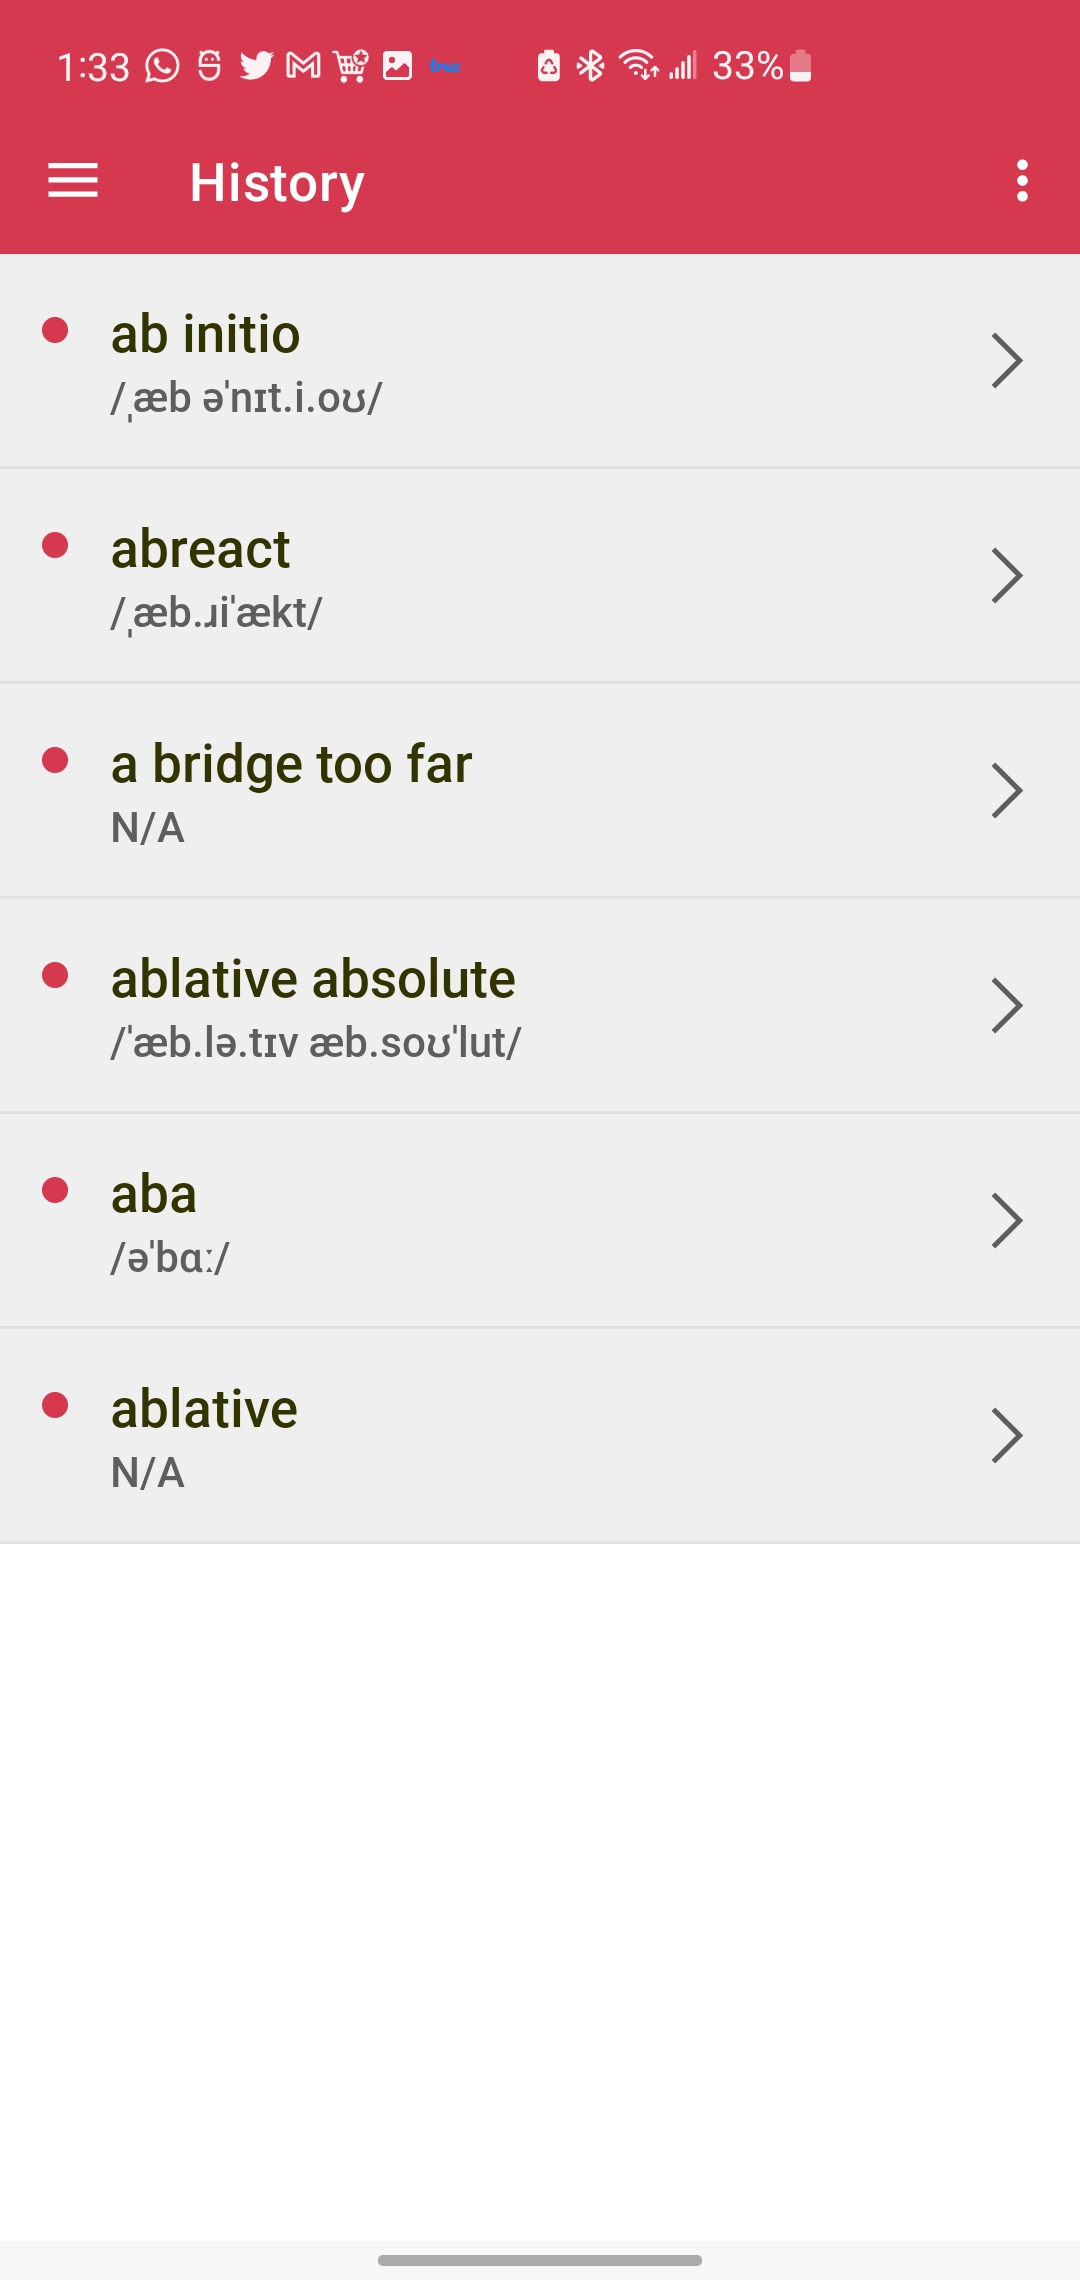 1:33 33%
History
ab initio
/ˌæb əˈnɪt.i.oʊ/
abreact
/ˌæb.ɹiˈækt/
a bridge too far
N/A
ablative absolute
/ˈæb.lə.tɪv æb.soʊˈlut/
aba
/əˈbɑː/
ablative
N/A